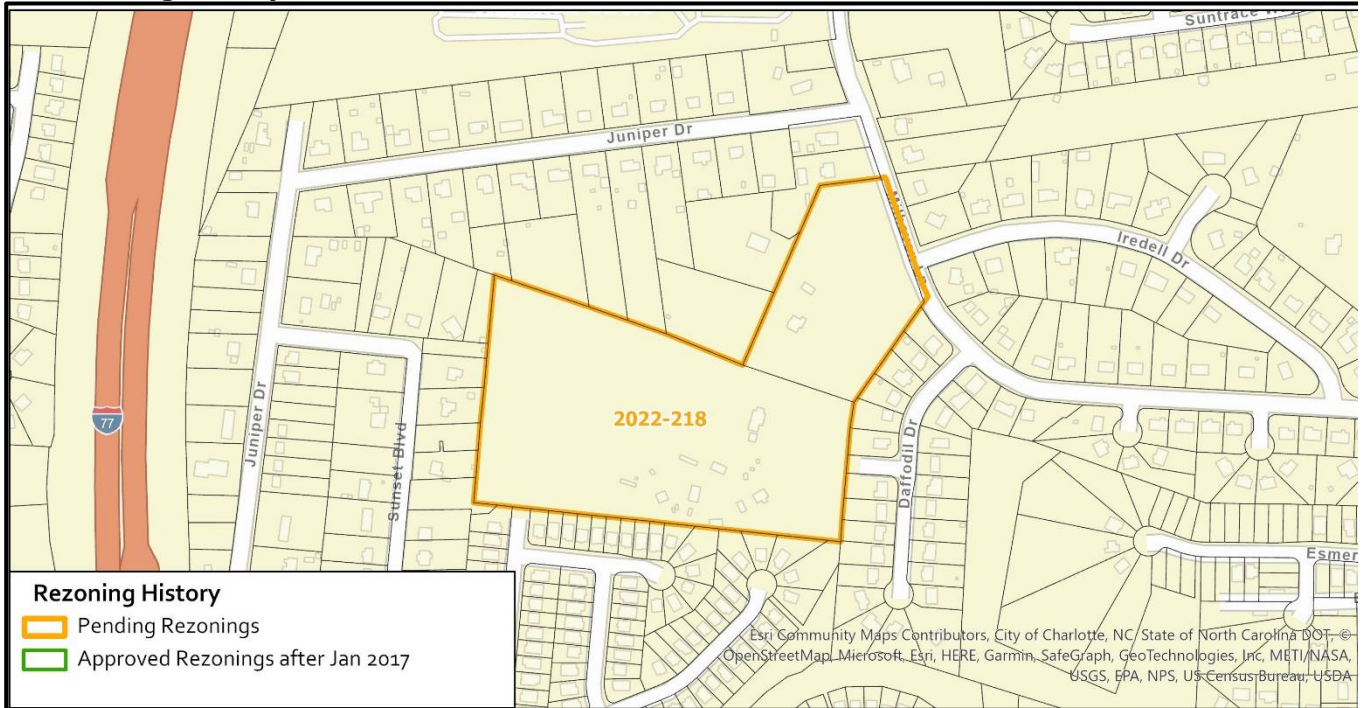 Suntrace Way
Juniper Dr
Iredell Dr
2022-218
77
Juniper Dr
Sunset Blvd
Daffodil Dr
Esmer
Rezoning History
Pending Rezonings
Approved Rezonings after Jan 2017
Esri Community Maps Contributors, City of Charlotte, NC, State of North Carolina DOT, ©
OpenStreetMap, Microsoft, Esri, HERE, Garmin, SafeGraph, GeoTechnologies, Inc, METI/NASA,
USGS, EPA, NPS, US Census Bureau, USDA